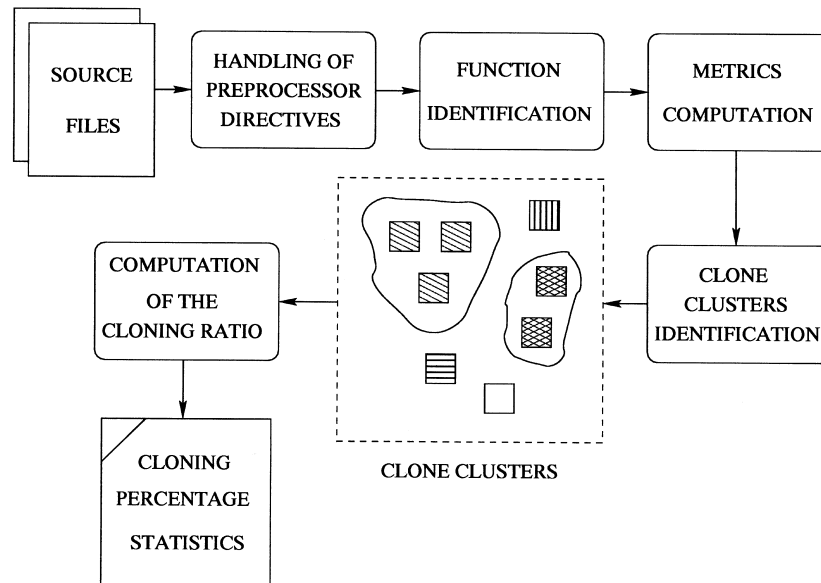 SOURCE
FILES
HANDLING OF
PREPROCESSOR
DIRECTIVES
FUNCTION
IDENTIFICATION
METRICS
COMPUTATION
CLONE
CLUSTERS
IDENTIFICATION
CLONE CLUSTERS
COMPUTATION
OF THE
CLONING RATIO
CLONING
PERCENTAGE
STATISTICS